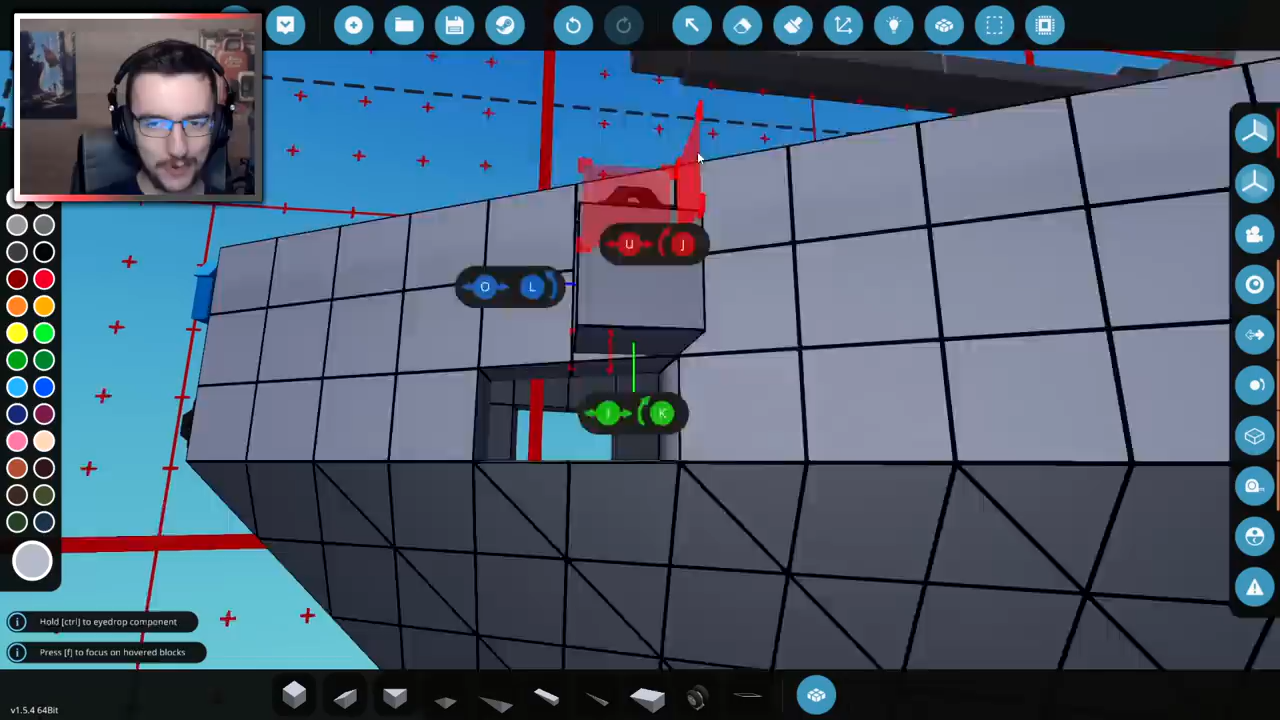 U J
O L
I K
Hold [ctrl] to eyedrop component
Press [f] to focus on hovered blocks
v1.5.4 64Bit